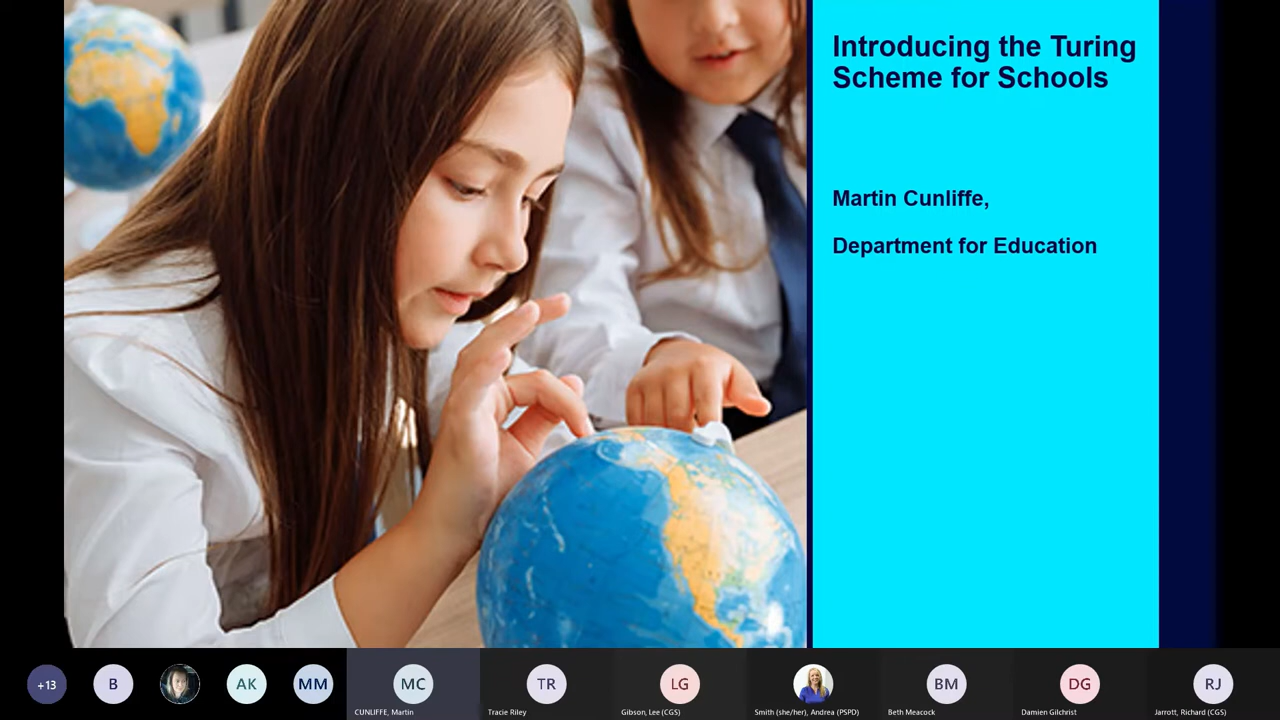 Introducing the Turing
Scheme for Schools
Martin Cunliffe,
Department for Education
+13
B
AK
MM
MC
CUNLIFFE, Martin
TR
Tracie Riley
LG
Gibson, Lee (CGS)
Smith (she/her), Andrea (PSPD)
BM
Beth Meacock
DG
Damien Gilchrist
RJ
Jarrott, Richard (CGS)